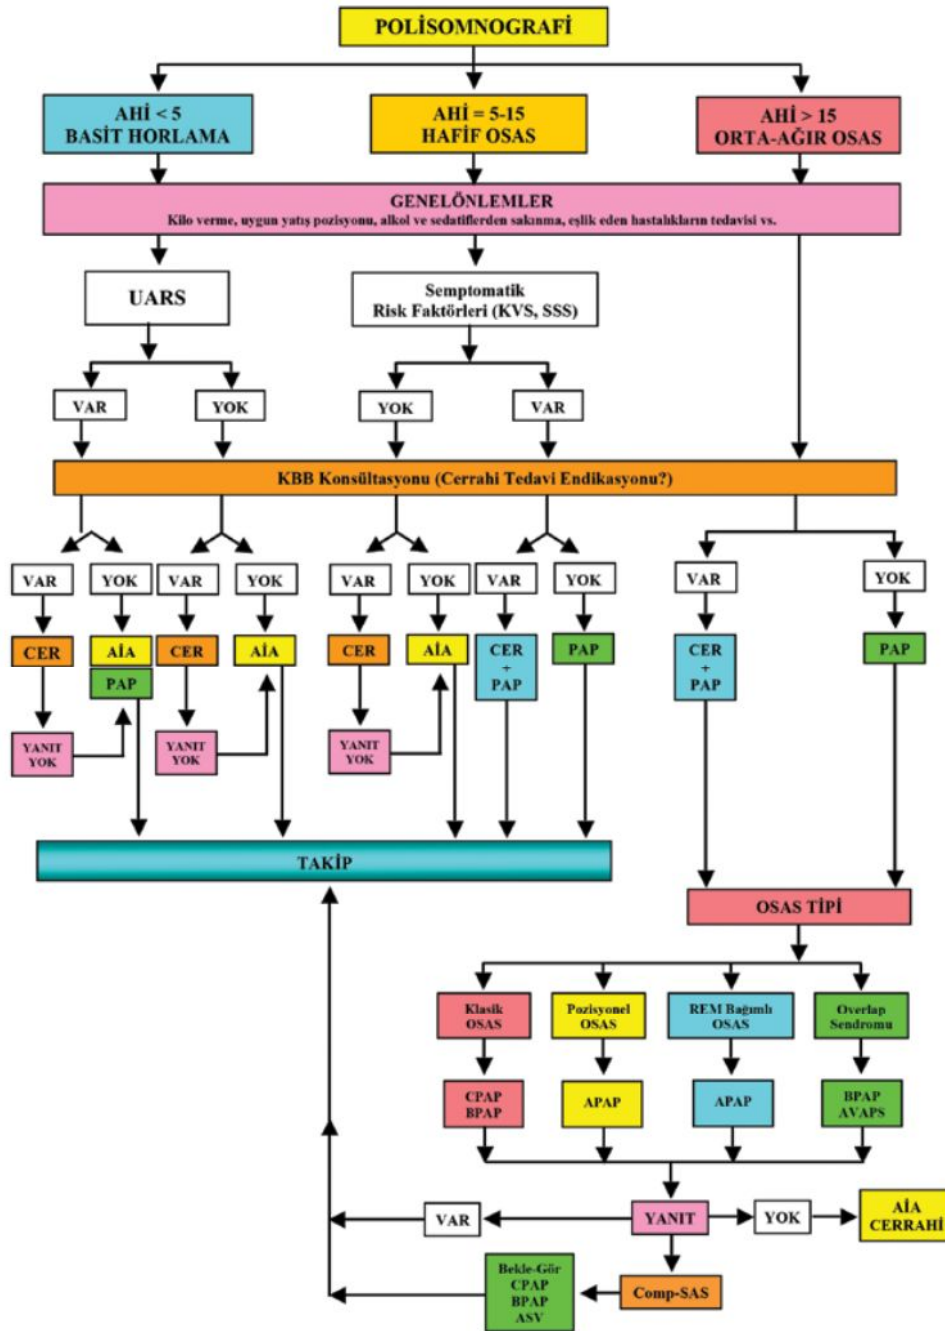 POLİSOMNOGRAFİ
AHİ < 5
BASİT HORLAMA
AHİ = 5-15
HAFİF OSAS
AHİ > 15
ORTA-AĞIR OSAS
GENELÖNLEMLER
Kilo verme, uygun yatış pozisyonu, alkol ve sedatiflerden sakınma, eşlik eden hastalıkların tedavisi vs.
UARS
Semptomatik
Risk Faktörleri (KVS, SSS)
VAR
YOK
YOK
VAR
KBB Konsültasyonu (Cerrahi Tedavi Endikasyonu?)
VAR
YOK
VAR
YOK
VAR
YOK
VAR
YOK
VAR
YOK
CER
AİA
PAP
CER
AİA
CER
AİA
CER
+
PAP
PAP
CER
+
PAP
PAP
YANIT
YOK
YANIT
YOK
YANIT
YOK
TAKİP
OSAS TİPİ
Klasik
OSAS
Pozisyonel
OSAS
REM Bağımlı
OSAS
Overlap
Sendromu
CPAP
BPAP
APAP
APAP
BPAP
AVAPS
VAR
YANIT
YOK
AİA
CERRAHİ
Bekle-Gör
CPAP
BPAP
ASV
Comp-SAS